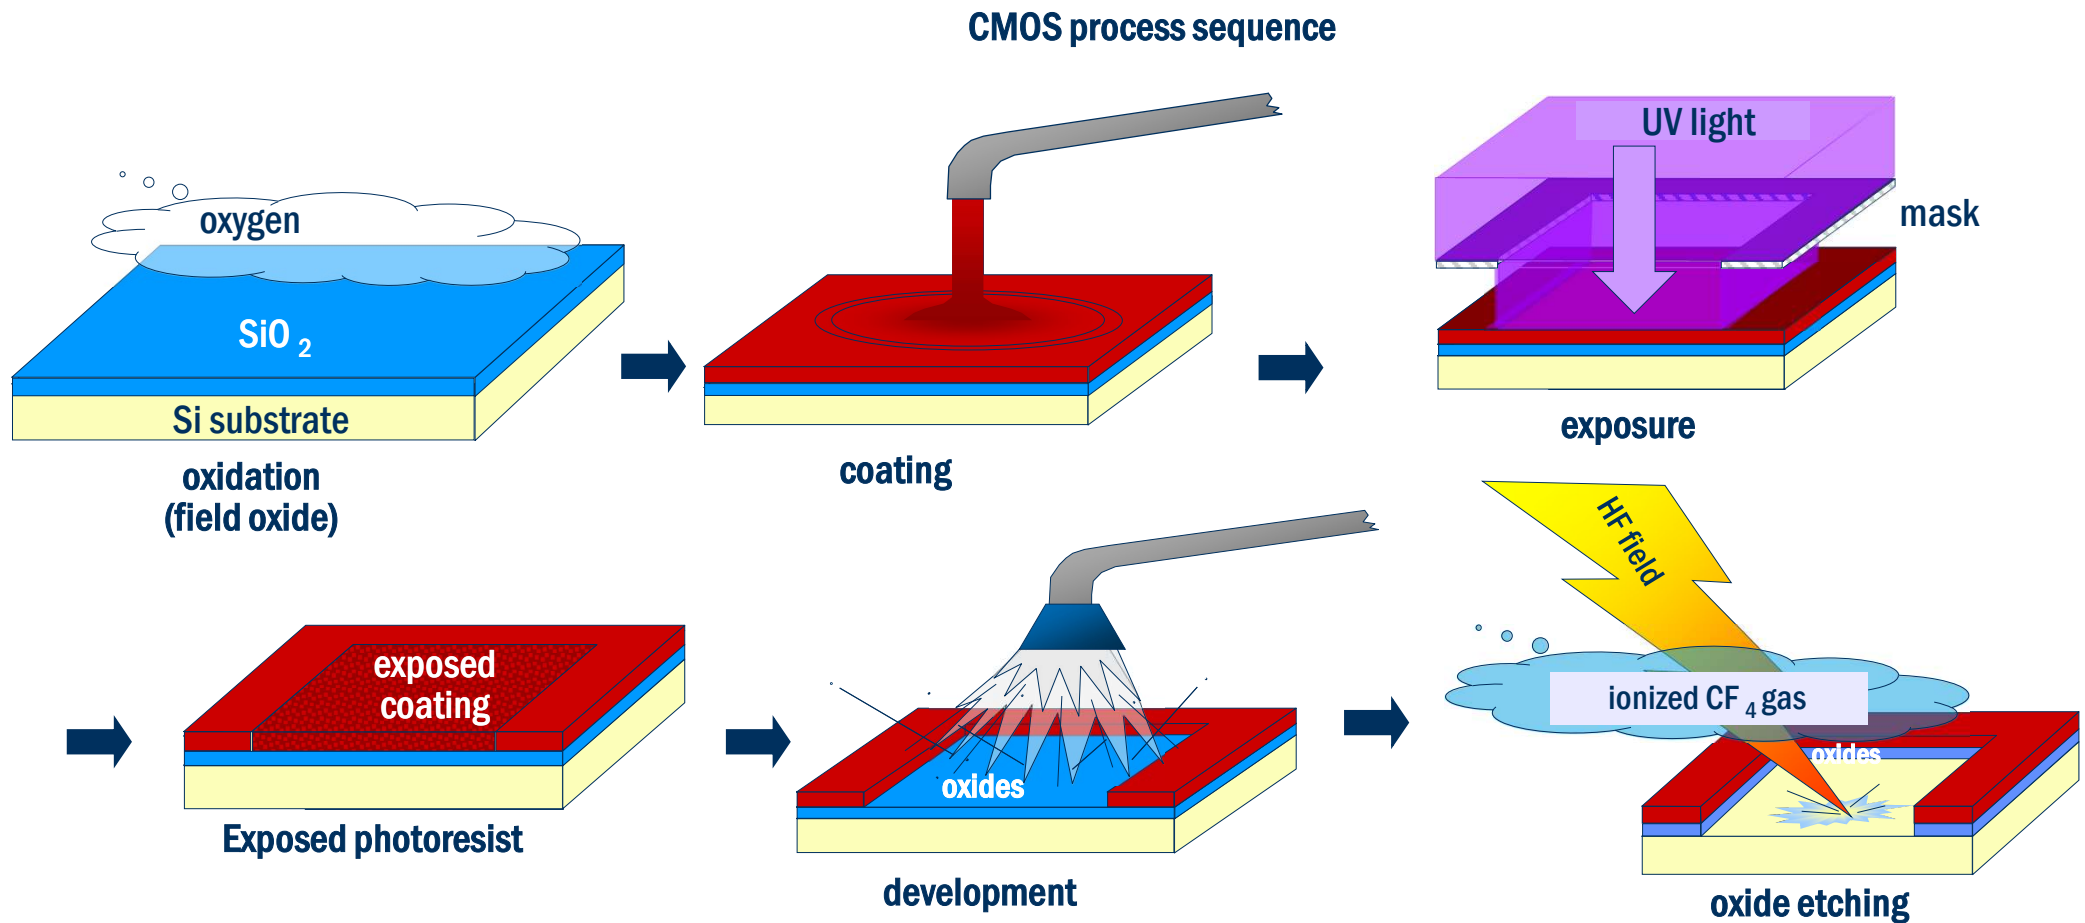 CMOS process sequence
oxygen
SiO 2
Si substrate
oxidation
(field oxide)
coating
UV light
mask
exposure
exposed
coating
Exposed photoresist
oxides
development
HF field
ionized CF 4 gas
oxides
oxide etching